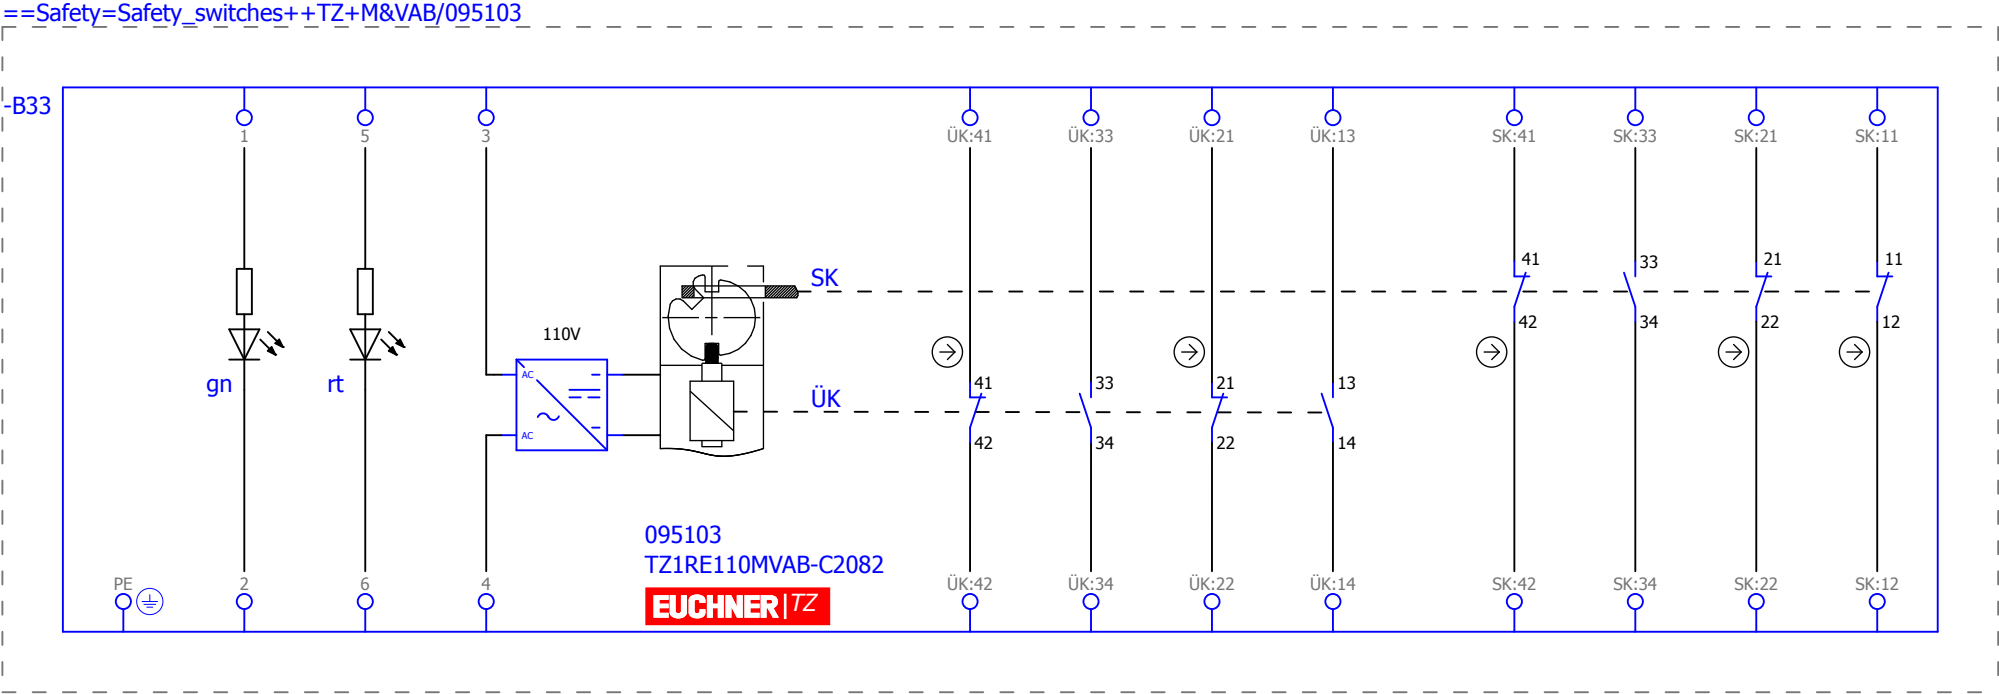 ==Safety=Safety_switches++TZ+M&VAB/095103
-B33
1 5 3 ÜK:41 ÜK:33 ÜK:21 ÜK:13 SK:41 SK:33 SK:21 SK:11
SK
41 33 21 11
42 34 22 12
110V
AC
AC
gn rt
ÜK
41 33 21 13
42 34 22 14
095103
TZ1RE110MVAB-C2082
EUCHNER|TZ
PE 2 6 4 ÜK:42 ÜK:34 ÜK:22 ÜK:14 SK:42 SK:34 SK:22 SK:12